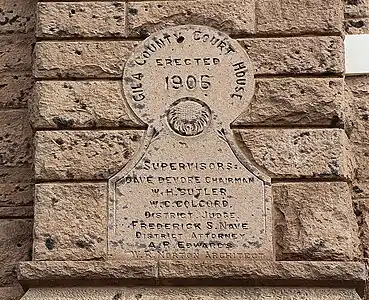 GILA COUNTY COURT HOUSE
ERECTED
1906
SUPERVISORS:
DAVE DEVORE CHAIRMAN
W.H. BUTLER
W.C. COLCORD.
DISTRICT JUDGE
FREDERICK S. NAVE
DISTRICT ATTORNEY
A.R. EDWARDS
NORTON ARCHITECT